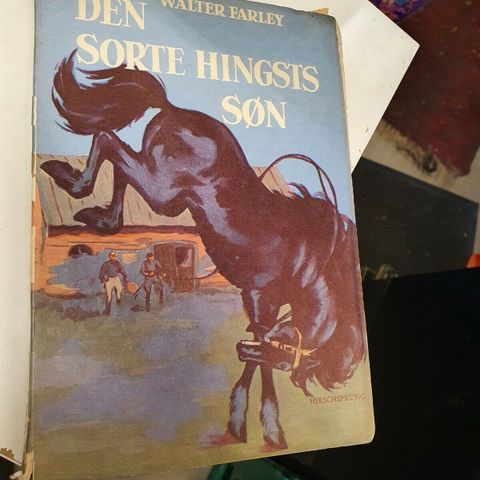 WALTER FARLEY
DEN
SORTE HINGSTS
SØN
HIRSCHSPRUNG